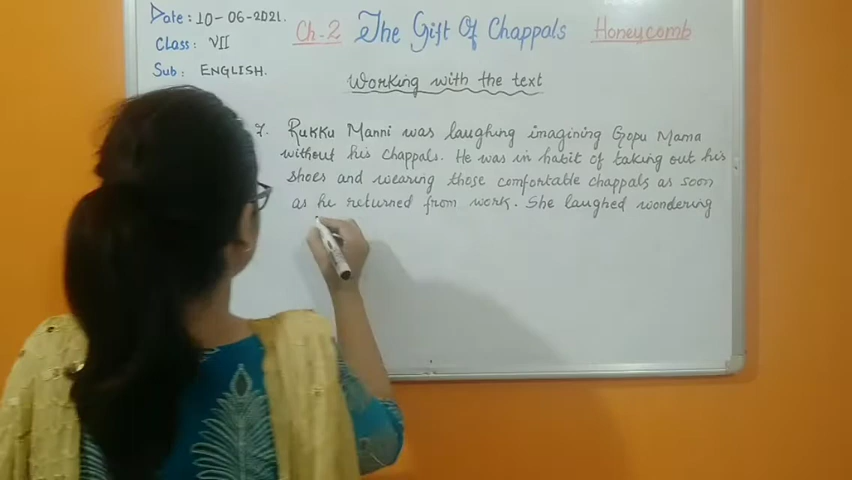 Date: 10-06-2021.
Ch-2 The Gift Of Chappals Honeycomb
Class: VII
Sub: ENGLISH.
Working with the text
7. Rukku Manni was laughing imagining Gopu Mama
without his chappals. He was in habit of taking out his
shoes and wearing those comfortable chappals as soon
as he returned from work. She laughed wondering